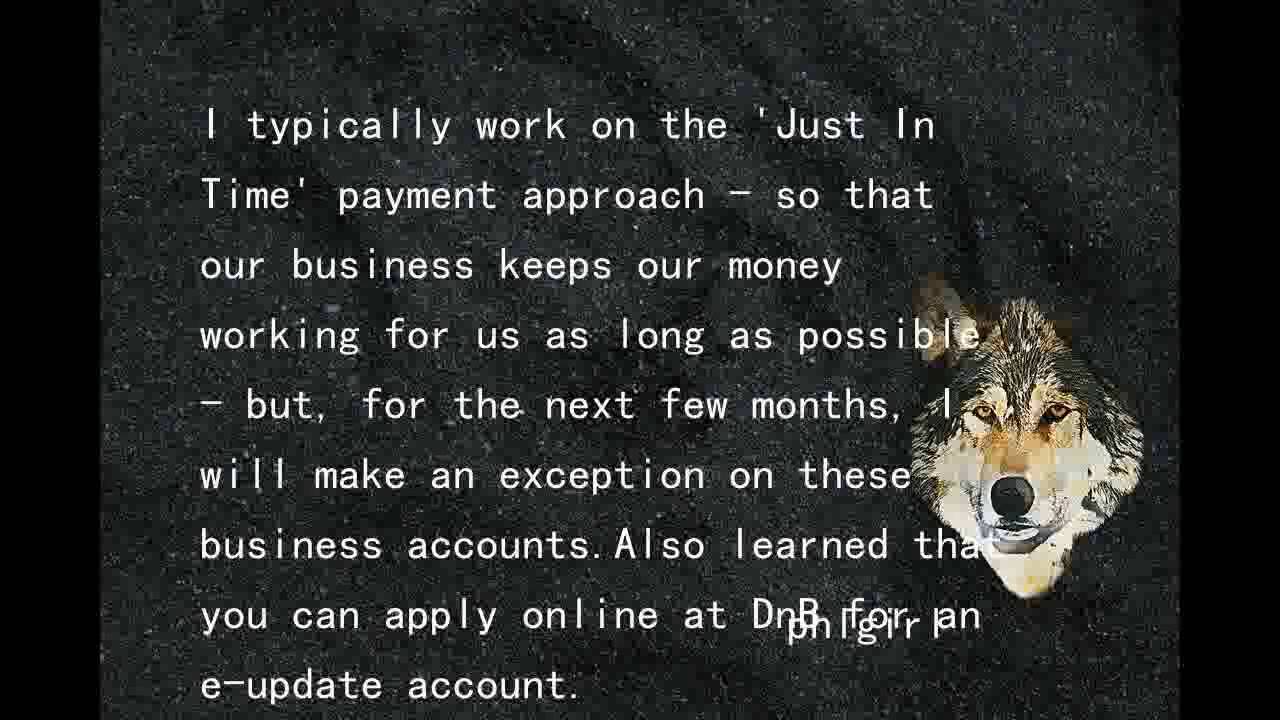 I typically work on the 'Just In
Time' payment approach – so that
our business keeps our money
working for us as long as possible
– but, for the next few months, I
will make an exception on these
business accounts.Also learned that
you can apply online at DnB for an
phlgirl
e-update account.